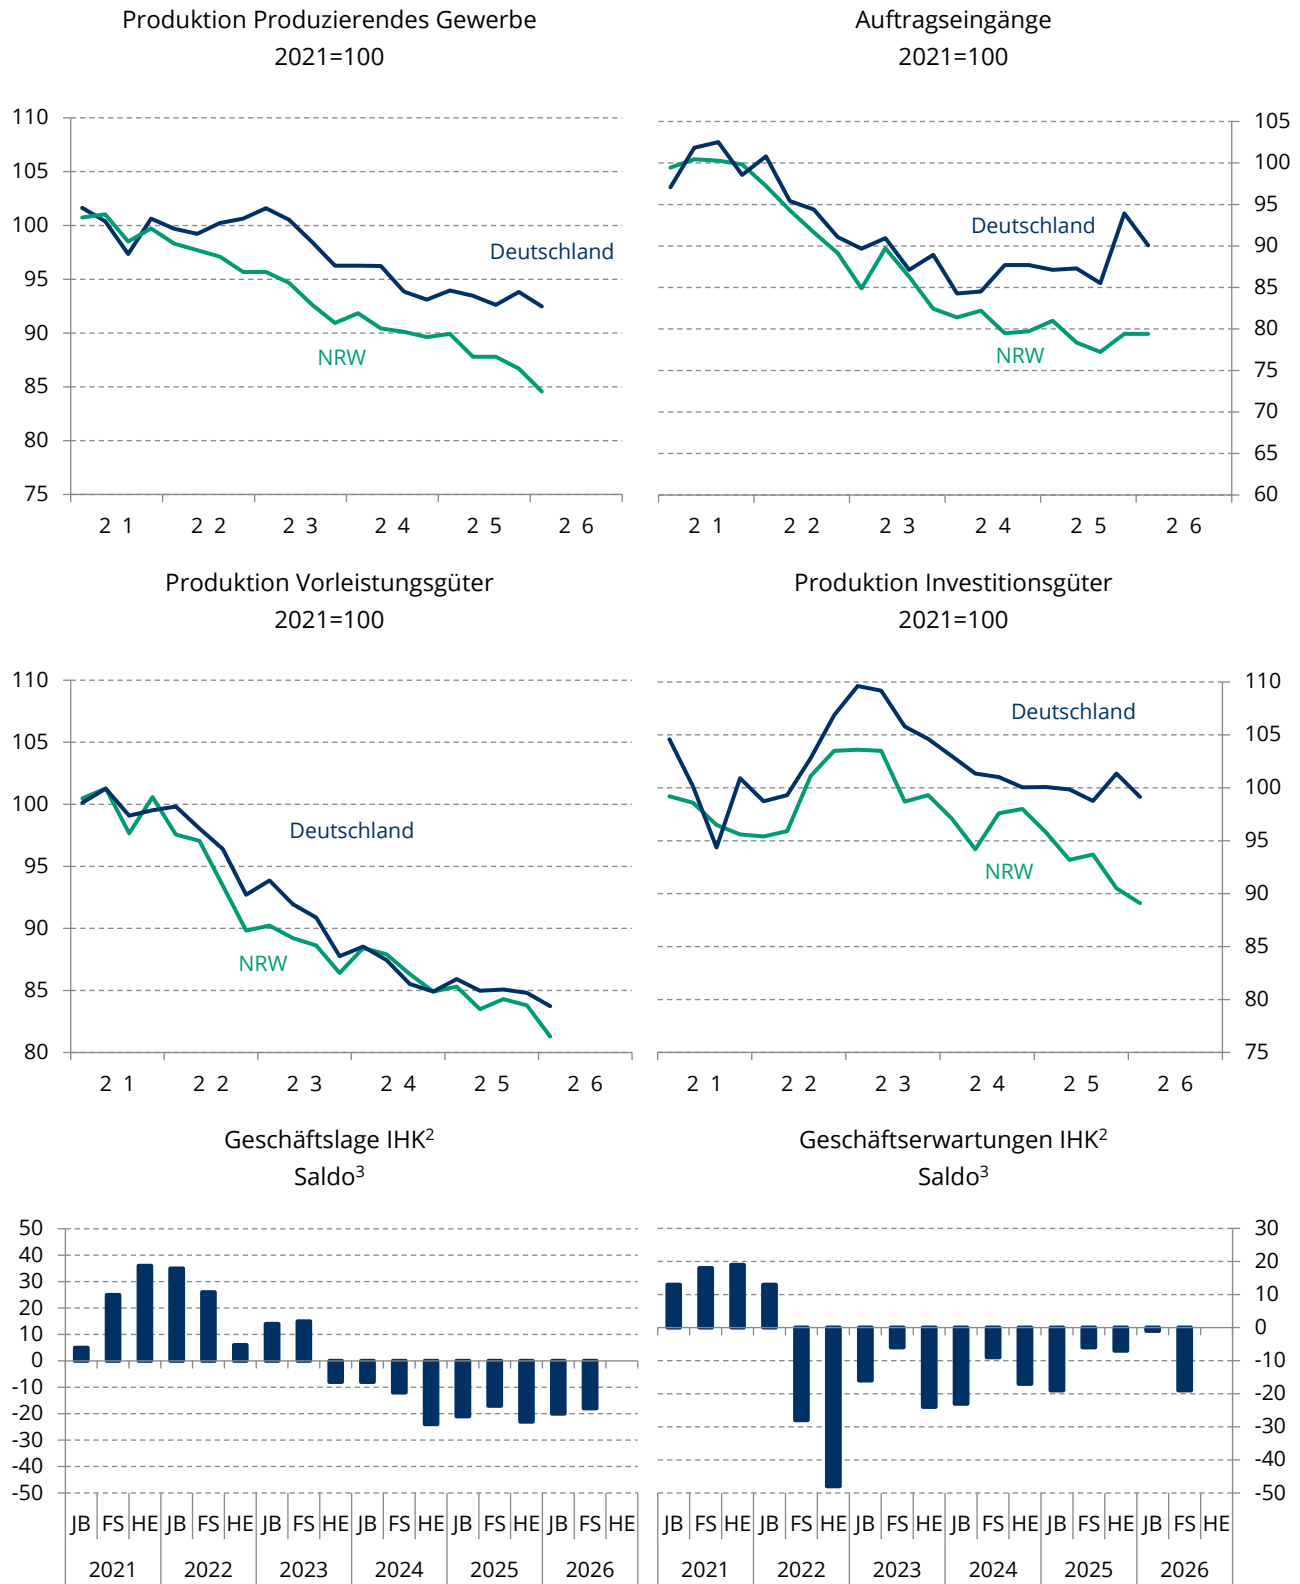 Produktion Produzierendes Gewerbe
2021=100
110
105
100
95
90
85
80
75
Deutschland
NRW
2 1 2 2 2 3 2 4 2 5 2 6
Auftragseingänge
2021=100
105
100
95
90
85
80
75
70
65
60
Deutschland
NRW
2 1 2 2 2 3 2 4 2 5 2 6
Produktion Vorleistungsgüter
2021=100
110
105
100
95
90
85
80
Deutschland
NRW
2 1 2 2 2 3 2 4 2 5 2 6
Produktion Investitionsgüter
2021=100
110
105
100
95
90
85
80
75
Deutschland
NRW
2 1 2 2 2 3 2 4 2 5 2 6
Geschäftslage IHK²
Saldo³
50
40
30
20
10
0
-10
-20
-30
-40
-50
JB FS HE JB FS HE JB FS HE JB FS HE JB FS HE JB FS HE
2021 2022 2023 2024 2025 2026
Geschäftserwartungen IHK²
Saldo³
30
20
10
0
-10
-20
-30
-40
-50
JB FS HE JB FS HE JB FS HE JB FS HE JB FS HE JB FS HE
2021 2022 2023 2024 2025 2026